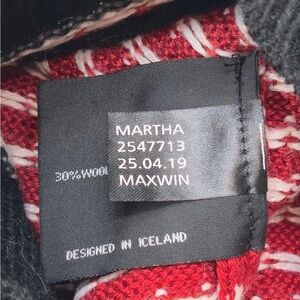 MARTHA
2547713
25.04.19
MAXWIN
30%WOOL
DESIGNED IN ICELAND